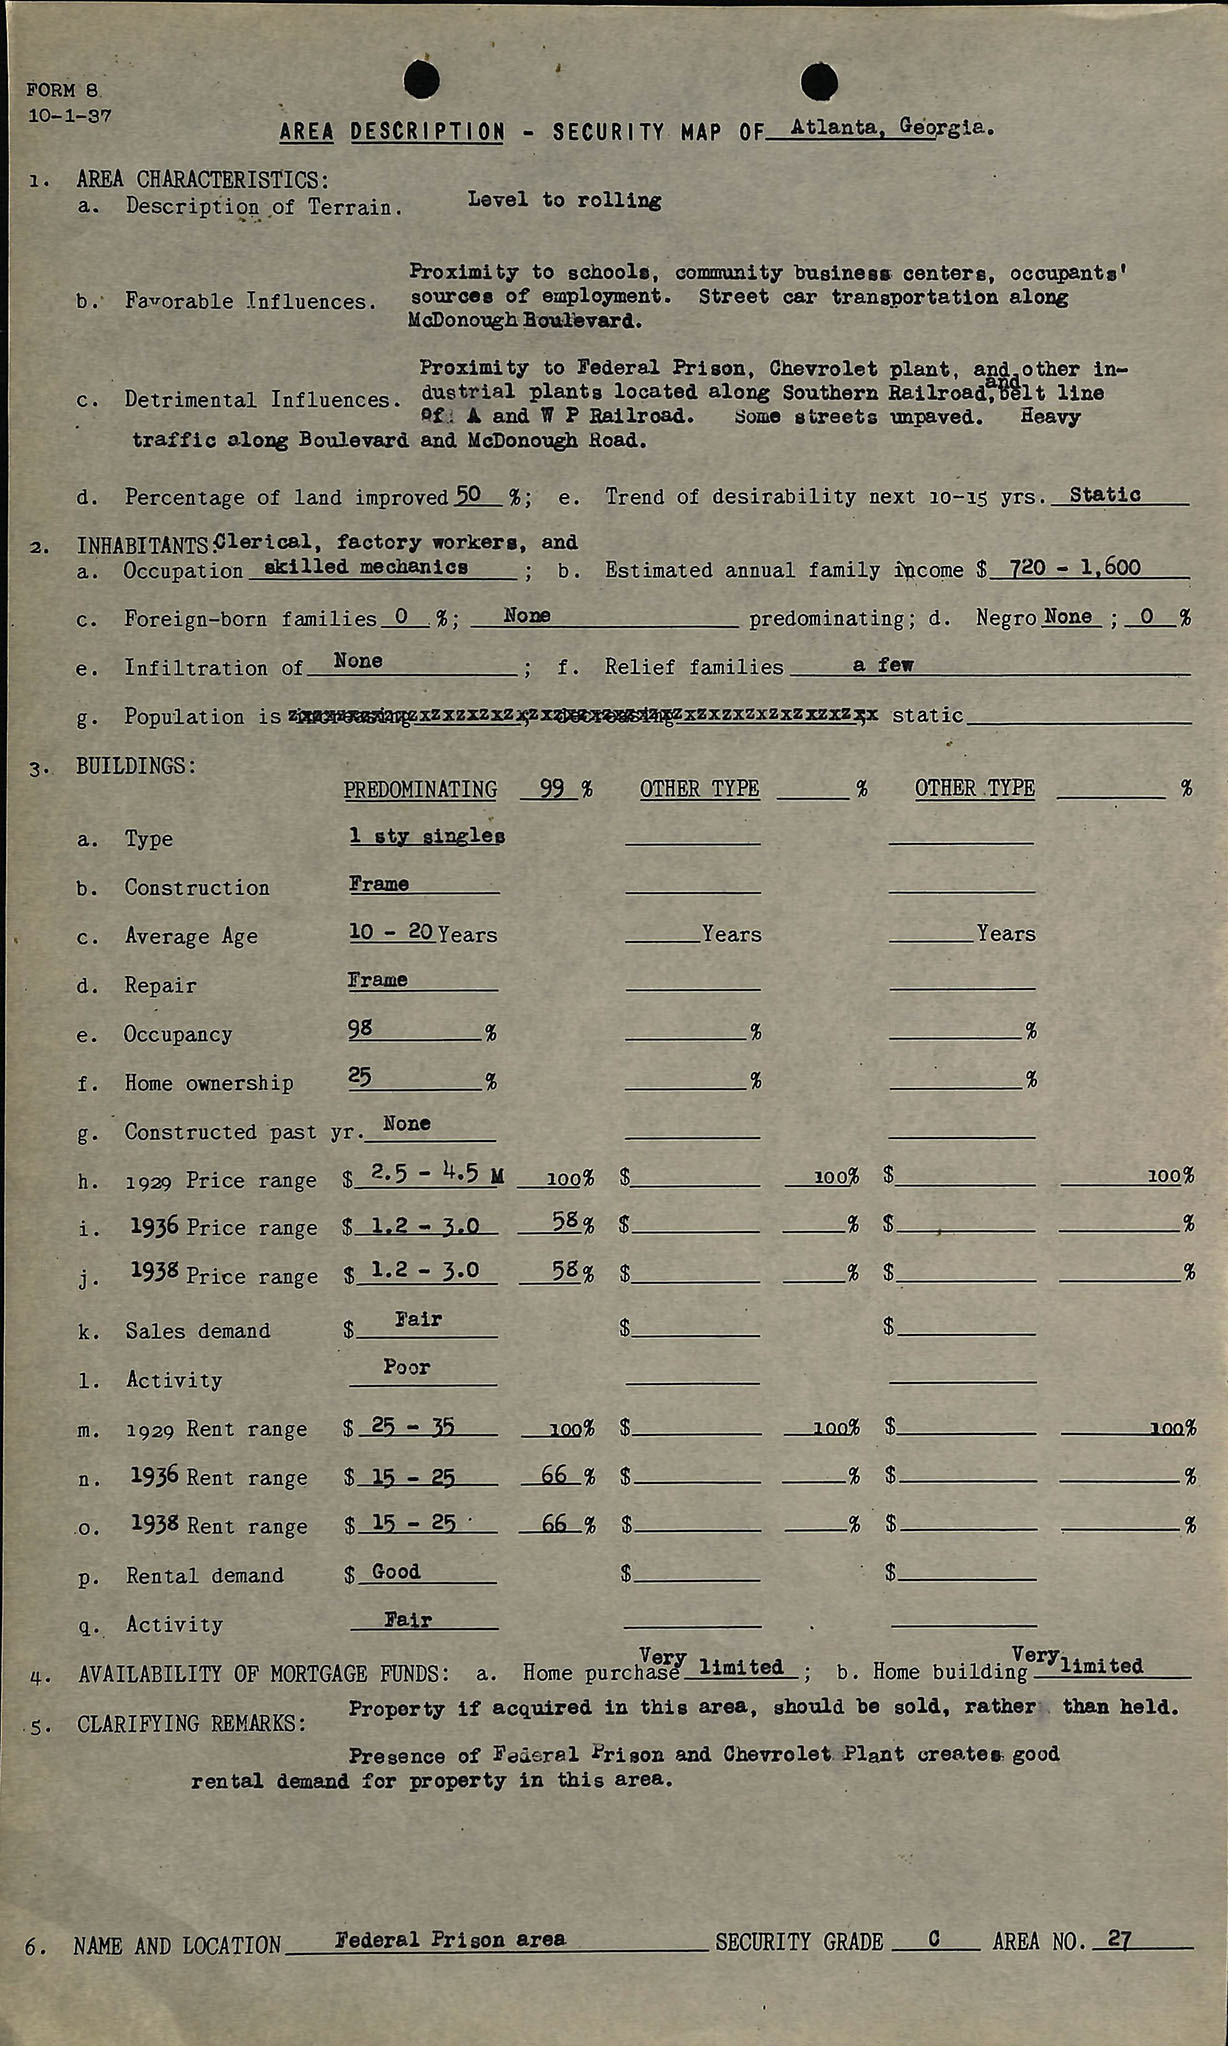 FORM 8
10-1-37
AREA DESCRIPTION - SECURITY MAP OF Atlanta, Georgia.
1. AREA CHARACTERISTICS:
a. Description of Terrain. Level to rolling
b. Favorable Influences. Proximity to schools, community business centers, occupants'
sources of employment. Street car transportation along
McDonough Boulevard.
c. Detrimental Influences. Proximity to Federal Prison, Chevrolet plant, and other in-
dustrial plants located along Southern Railroad, and belt line
of A and W P Railroad. Some streets unpaved. Heavy
traffic along Boulevard and McDonough Road.
d. Percentage of land improved 50 %; e. Trend of desirability next 10-15 yrs. Static
2. INHABITANTS: Clerical, factory workers, and
a. Occupation skilled mechanics ; b. Estimated annual family income $ 720 - 1,600
c. Foreign-born families 0 %; None predominating; d. Negro None ; 0 %
e. Infiltration of None ; f. Relief families a few
g. Population is increasing decreasing static
3. BUILDINGS:
PREDOMINATING 99 % OTHER TYPE % OTHER TYPE %
a. Type 1 sty singles
b. Construction Frame
c. Average Age 10 - 20 Years Years Years
d. Repair Frame
e. Occupancy 98 % % %
f. Home ownership 25 % % %
g. Constructed past yr. None
h. 1929 Price range $ 2.5 - 4.5 M 100% $ 100% $ 100%
i. 1936 Price range $ 1.2 - 3.0 58% $ % $ %
j. 1938 Price range $ 1.2 - 3.0 58% $ % $ %
k. Sales demand $ Fair $ $
l. Activity Poor
m. 1929 Rent range $ 25 - 35 100% $ 100% $ 100%
n. 1936 Rent range $ 15 - 25 66 % $ % $ %
o. 1938 Rent range $ 15 - 25 66 % $ % $ %
p. Rental demand $ Good $ $
q. Activity Fair
4. AVAILABILITY OF MORTGAGE FUNDS: a. Home purchase Very limited ; b. Home building Very limited
5. CLARIFYING REMARKS: Property if acquired in this area, should be sold, rather than held.
Presence of Federal Prison and Chevrolet Plant creates good
rental demand for property in this area.
6. NAME AND LOCATION Federal Prison area SECURITY GRADE C AREA NO. 27